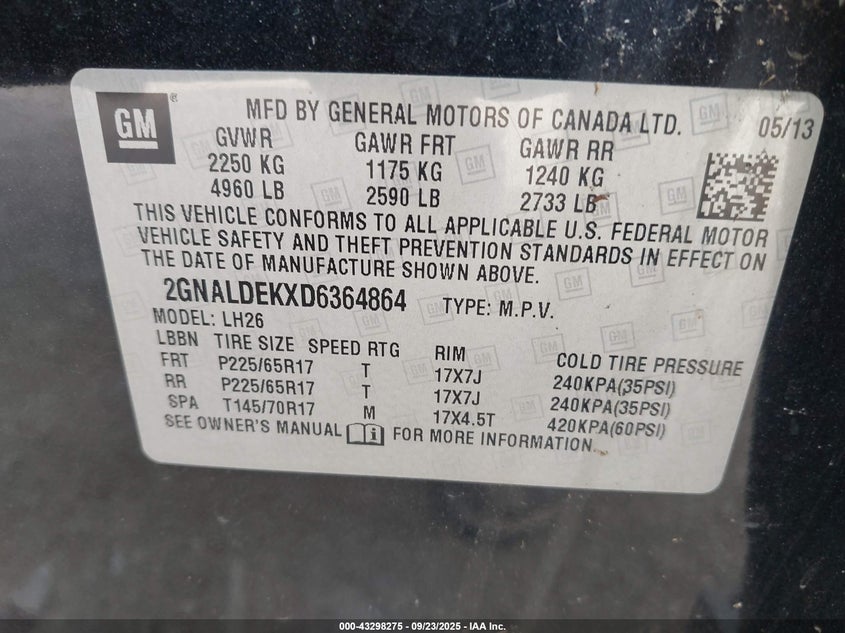 GM ®
MFD BY GENERAL MOTORS OF CANADA LTD. 05/13
GVWR GAWR FRT GAWR RR
2250 KG 1175 KG 1240 KG
4960 LB 2590 LB 2733 LB
THIS VEHICLE CONFORMS TO ALL APPLICABLE U.S. FEDERAL MOTOR
VEHICLE SAFETY AND THEFT PREVENTION STANDARDS IN EFFECT ON
THE DATE OF MANUFACTURE SHOWN ABOVE.
2GNALDEKXD6364864 TYPE: M.P.V.
MODEL: LH26
LBBN TIRE SIZE SPEED RTG RIM COLD TIRE PRESSURE
FRT P225/65R17 T 17X7J 240KPA(35PSI)
RR P225/65R17 T 17X7J 240KPA(35PSI)
SPA T145/70R17 M 17X4.5T 420KPA(60PSI)
SEE OWNER'S MANUAL FOR MORE INFORMATION.
000-43298275 - 09/23/2025 - IAA Inc.